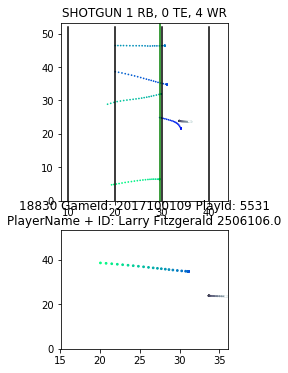 SHOTGUN 1 RB, 0 TE, 4 WR
50
40
30
20
10
0
10 20 30 40
18830 GameId: 2017100109 PlayId: 5531
PlayerName + ID: Larry Fitzgerald 2506106.0
40
20
0
15 20 25 30 35